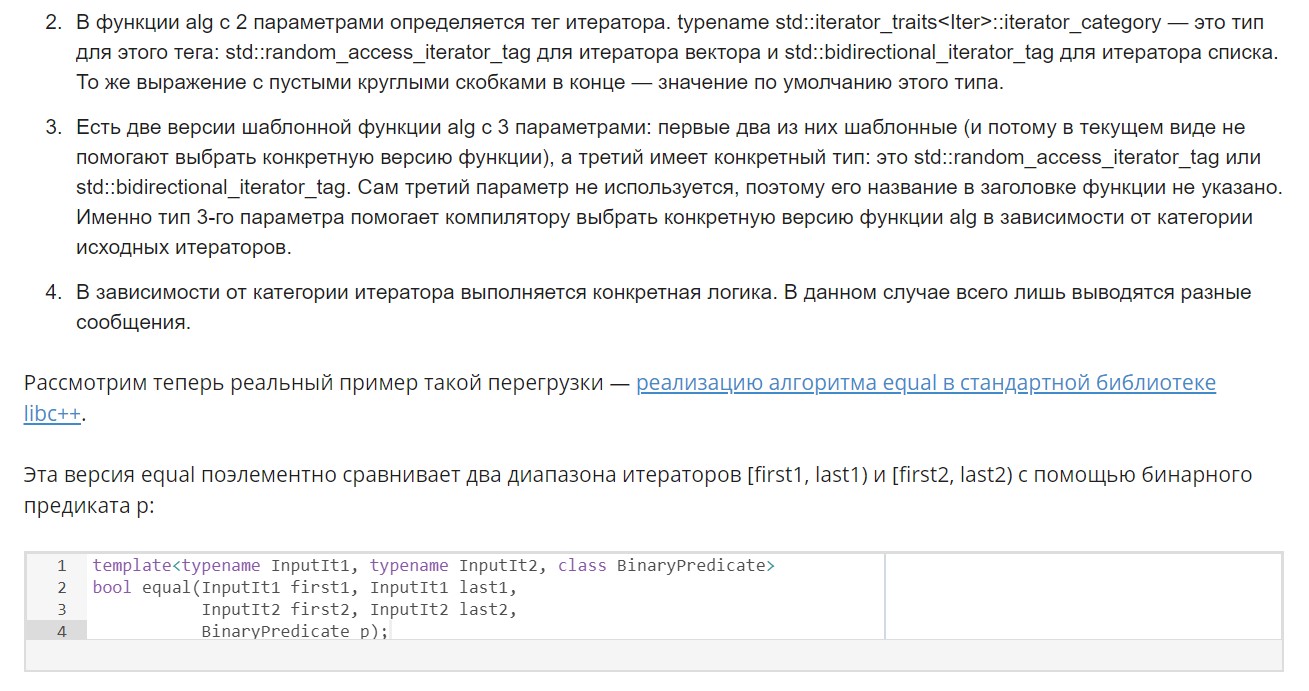 2. В функции alg с 2 параметрами определяется тег итератора. typename std::iterator_traits<Iter>::iterator_category — это тип
для этого тега: std::random_access_iterator_tag для итератора вектора и std::bidirectional_iterator_tag для итератора списка.
То же выражение с пустыми круглыми скобками в конце — значение по умолчанию этого типа.
3. Есть две версии шаблонной функции alg с 3 параметрами: первые два из них шаблонные (и потому в текущем виде не
помогают выбрать конкретную версию функции), а третий имеет конкретный тип: это std::random_access_iterator_tag или
std::bidirectional_iterator_tag. Сам третий параметр не используется, поэтому его название в заголовке функции не указано.
Именно тип 3-го параметра помогает компилятору выбрать конкретную версию функции alg в зависимости от категории
исходных итераторов.
4. В зависимости от категории итератора выполняется конкретная логика. В данном случае всего лишь выводятся разные
сообщения.
Рассмотрим теперь реальный пример такой перегрузки — реализацию алгоритма equal в стандартной библиотеке
libc++.
Эта версия equal поэлементно сравнивает два диапазона итераторов [first1, last1) и [first2, last2) с помощью бинарного
предиката p:
1 template<typename InputIt1, typename InputIt2, class BinaryPredicate>
2 bool equal(InputIt1 first1, InputIt1 last1,
3 InputIt2 first2, InputIt2 last2,
4 BinaryPredicate p);